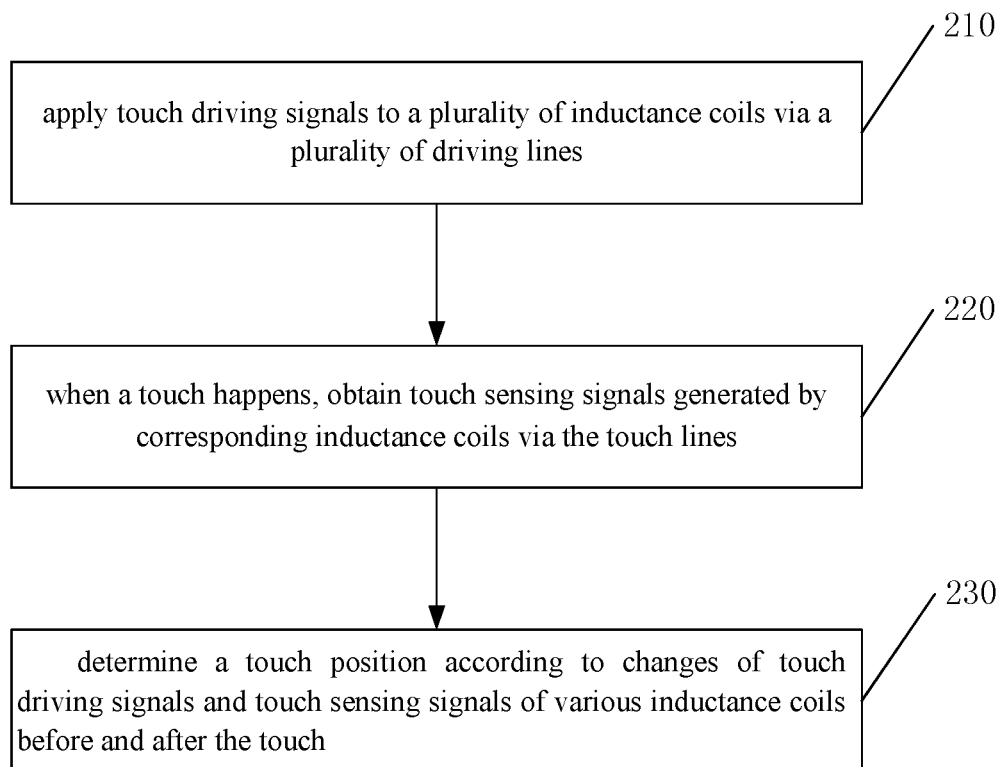 210
apply touch driving signals to a plurality of inductance coils via a
plurality of driving lines
220
when a touch happens, obtain touch sensing signals generated by
corresponding inductance coils via the touch lines
230
determine a touch position according to changes of touch
driving signals and touch sensing signals of various inductance coils
before and after the touch